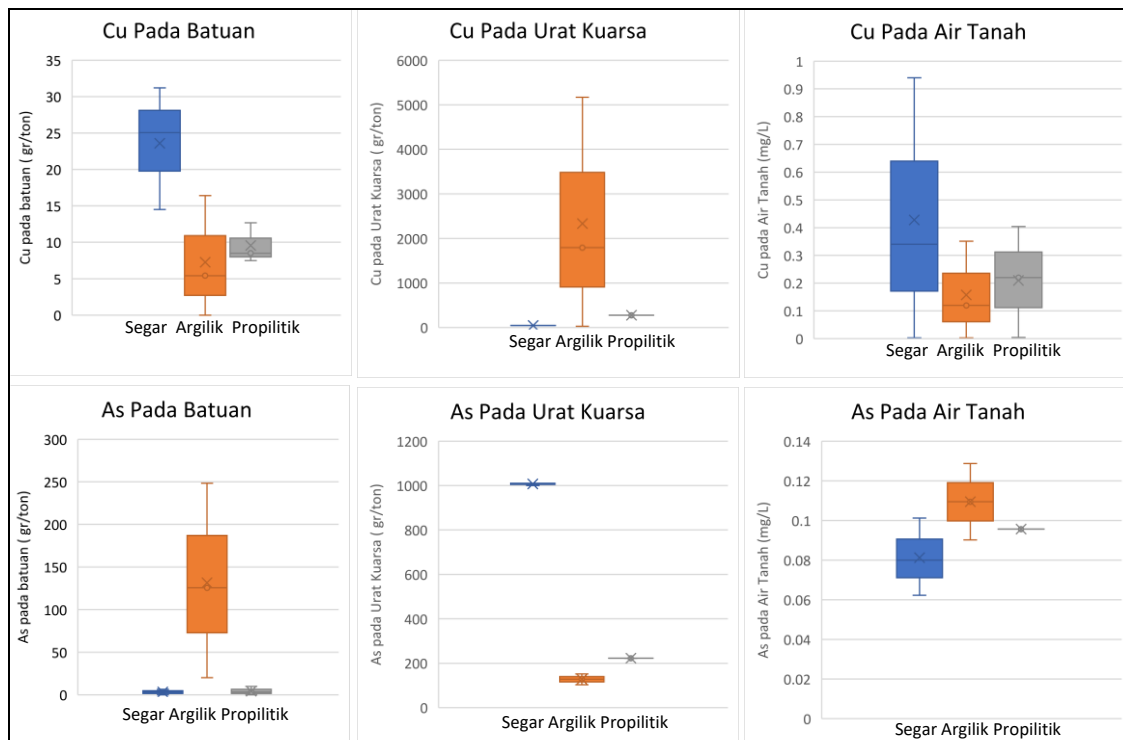 Cu Pada Batuan
Cu pada batuan ( gr/ton)
35
30
25
20
15
10
5
0
Segar Argilik Propilitik
Cu Pada Urat Kuarsa
Cu pada Urat Kuarsa ( gr/ton)
6000
5000
4000
3000
2000
1000
0
Segar Argilik Propilitik
Cu Pada Air Tanah
Cu pada Air Tanah (mg/L)
1
0.9
0.8
0.7
0.6
0.5
0.4
0.3
0.2
0.1
0
Segar Argilik Propilitik
As Pada Batuan
As pada batuan ( gr/ton)
300
250
200
150
100
50
0
Segar Argilik Propilitik
As Pada Urat Kuarsa
As pada Urat Kuarsa ( gr/ton)
1200
1000
800
600
400
200
0
Segar Argilik Propilitik
As Pada Air Tanah
As pada Air Tanah (mg/L)
0.14
0.12
0.1
0.08
0.06
0.04
0.02
0
Segar Argilik Propilitik